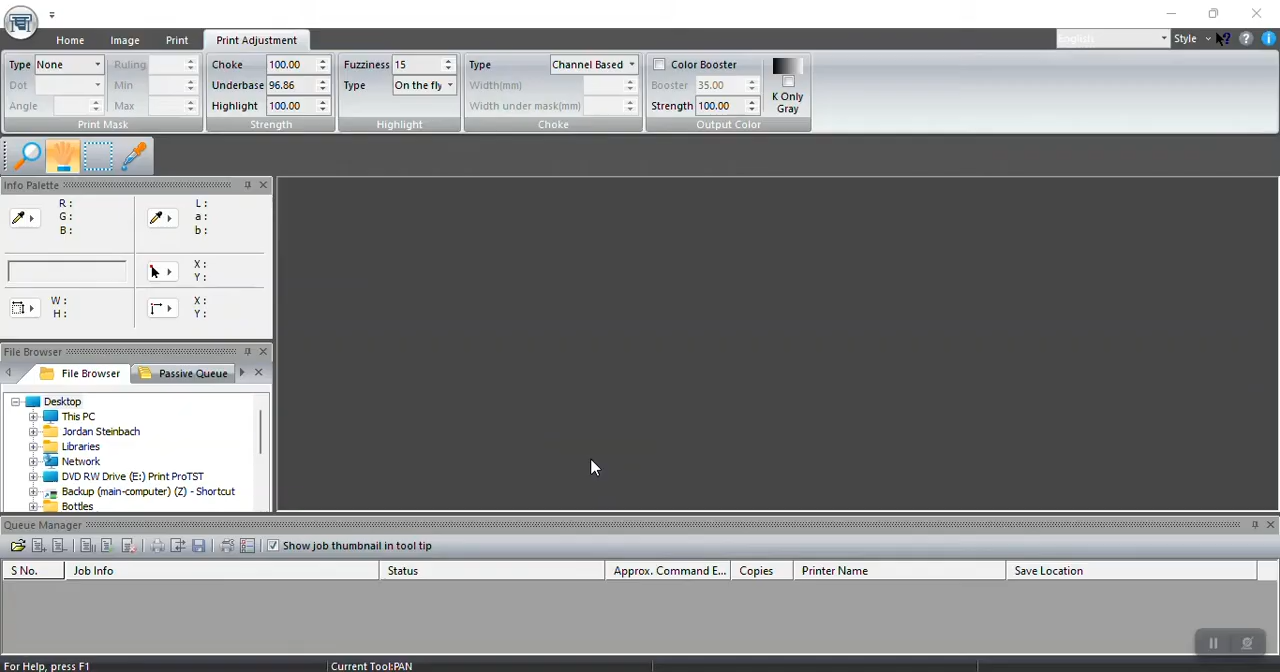 Home Image Print Print Adjustment English Style
Type None Ruling Choke 100.00 Fuzziness 15 Type Channel Based Color Booster
Dot Min Underbase 96.86 Type On the fly Width(mm) Booster 35.00
K Only
Gray
Angle Max Highlight 100.00 Width under mask(mm) Strength 100.00
Print Mask Strength Highlight Choke Output Color
Info Palette
R :
G :
B :
L :
a :
b :
X :
Y :
W :
H :
X :
Y :
File Browser
File Browser Passive Queue
Desktop
This PC
Jordan Steinbach
Libraries
Network
DVD RW Drive (E:) Print ProTST
Backup (main-computer) (Z) - Shortcut
Bottles
Queue Manager
Show job thumbnail in tool tip
S No. Job Info Status Approx. Command E... Copies Printer Name Save Location
For Help, press F1 Current Tool:PAN